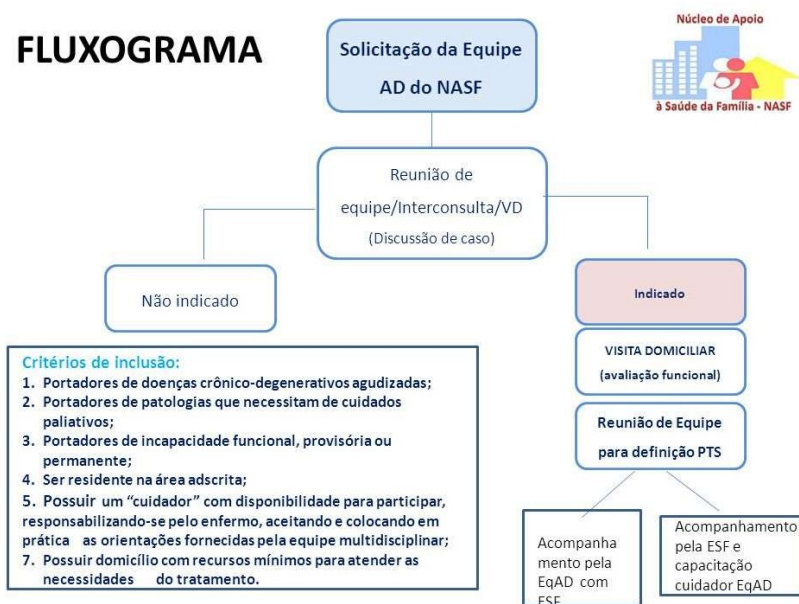 FLUXOGRAMA
Solicitação da Equipe
AD do NASF
Núcleo de Apoio
à Saúde da Família - NASF
Reunião de
equipe/Interconsulta/VD
(Discussão de caso)
Não indicado
Indicado
VISITA DOMICILIAR
(avaliação funcional)
Reunião de Equipe
para definição PTS
Critérios de inclusão:
1. Portadores de doenças crônico-degenerativos agudizadas;
2. Portadores de patologias que necessitam de cuidados
paliativos;
3. Portadores de incapacidade funcional, provisória ou
permanente;
4. Ser residente na área adscrita;
5. Possuir um “cuidador” com disponibilidade para participar,
responsabilizando-se pelo enfermo, aceitando e colocando em
prática as orientações fornecidas pela equipe multidisciplinar;
7. Possuir domicílio com recursos mínimos para atender as
necessidades do tratamento.
Acompanha
mento pela
EqAD com
ESF
Acompanhamento
pela ESF e
capacitação
cuidador EqAD